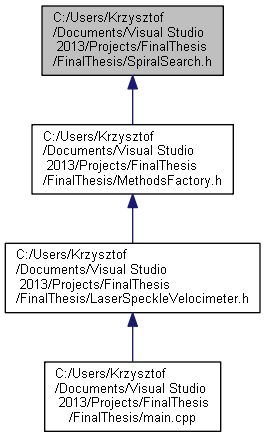 C:/Users/Krzysztof
/Documents/Visual Studio
2013/Projects/FinalThesis
/FinalThesis/SpiralSearch.h
C:/Users/Krzysztof
/Documents/Visual Studio
2013/Projects/FinalThesis
/FinalThesis/MethodsFactory.h
C:/Users/Krzysztof
/Documents/Visual Studio
2013/Projects/FinalThesis
/FinalThesis/LaserSpeckleVelocimeter.h
C:/Users/Krzysztof
/Documents/Visual Studio
2013/Projects/FinalThesis
/FinalThesis/main.cpp